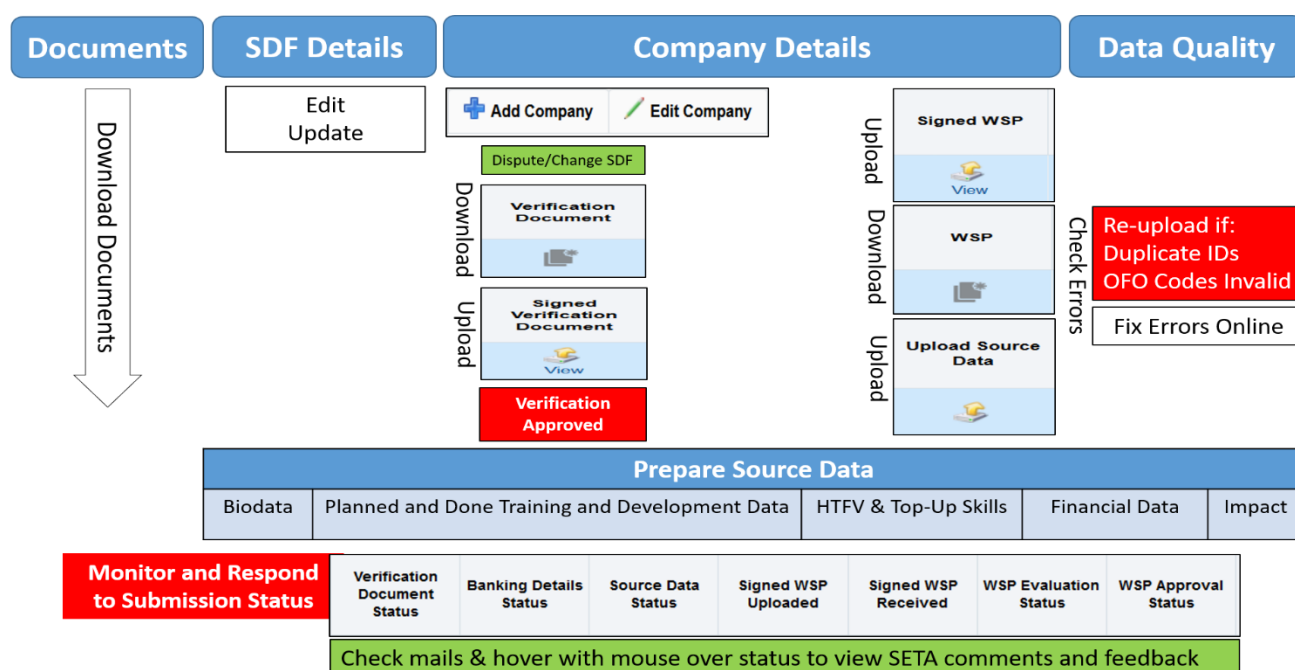 Documents
SDF Details
Company Details
Data Quality
Download Documents
Edit
Update
Add Company
Edit Company
Dispute/Change SDF
Download
Verification
Document
Upload
Signed
Verification
Document
View
Verification
Approved
Upload
Signed WSP
View
Download
WSP
Upload
Upload Source
Data
Check Errors
Re-upload if:
Duplicate IDs
OFO Codes Invalid
Fix Errors Online
Prepare Source Data
Biodata
Planned and Done Training and Development Data
HTFV & Top-Up Skills
Financial Data
Impact
Monitor and Respond
to Submission Status
Verification
Document
Status
Banking Details
Status
Source Data
Status
Signed WSP
Uploaded
Signed WSP
Received
WSP Evaluation
Status
WSP Approval
Status
Check mails & hover with mouse over status to view SETA comments and feedback